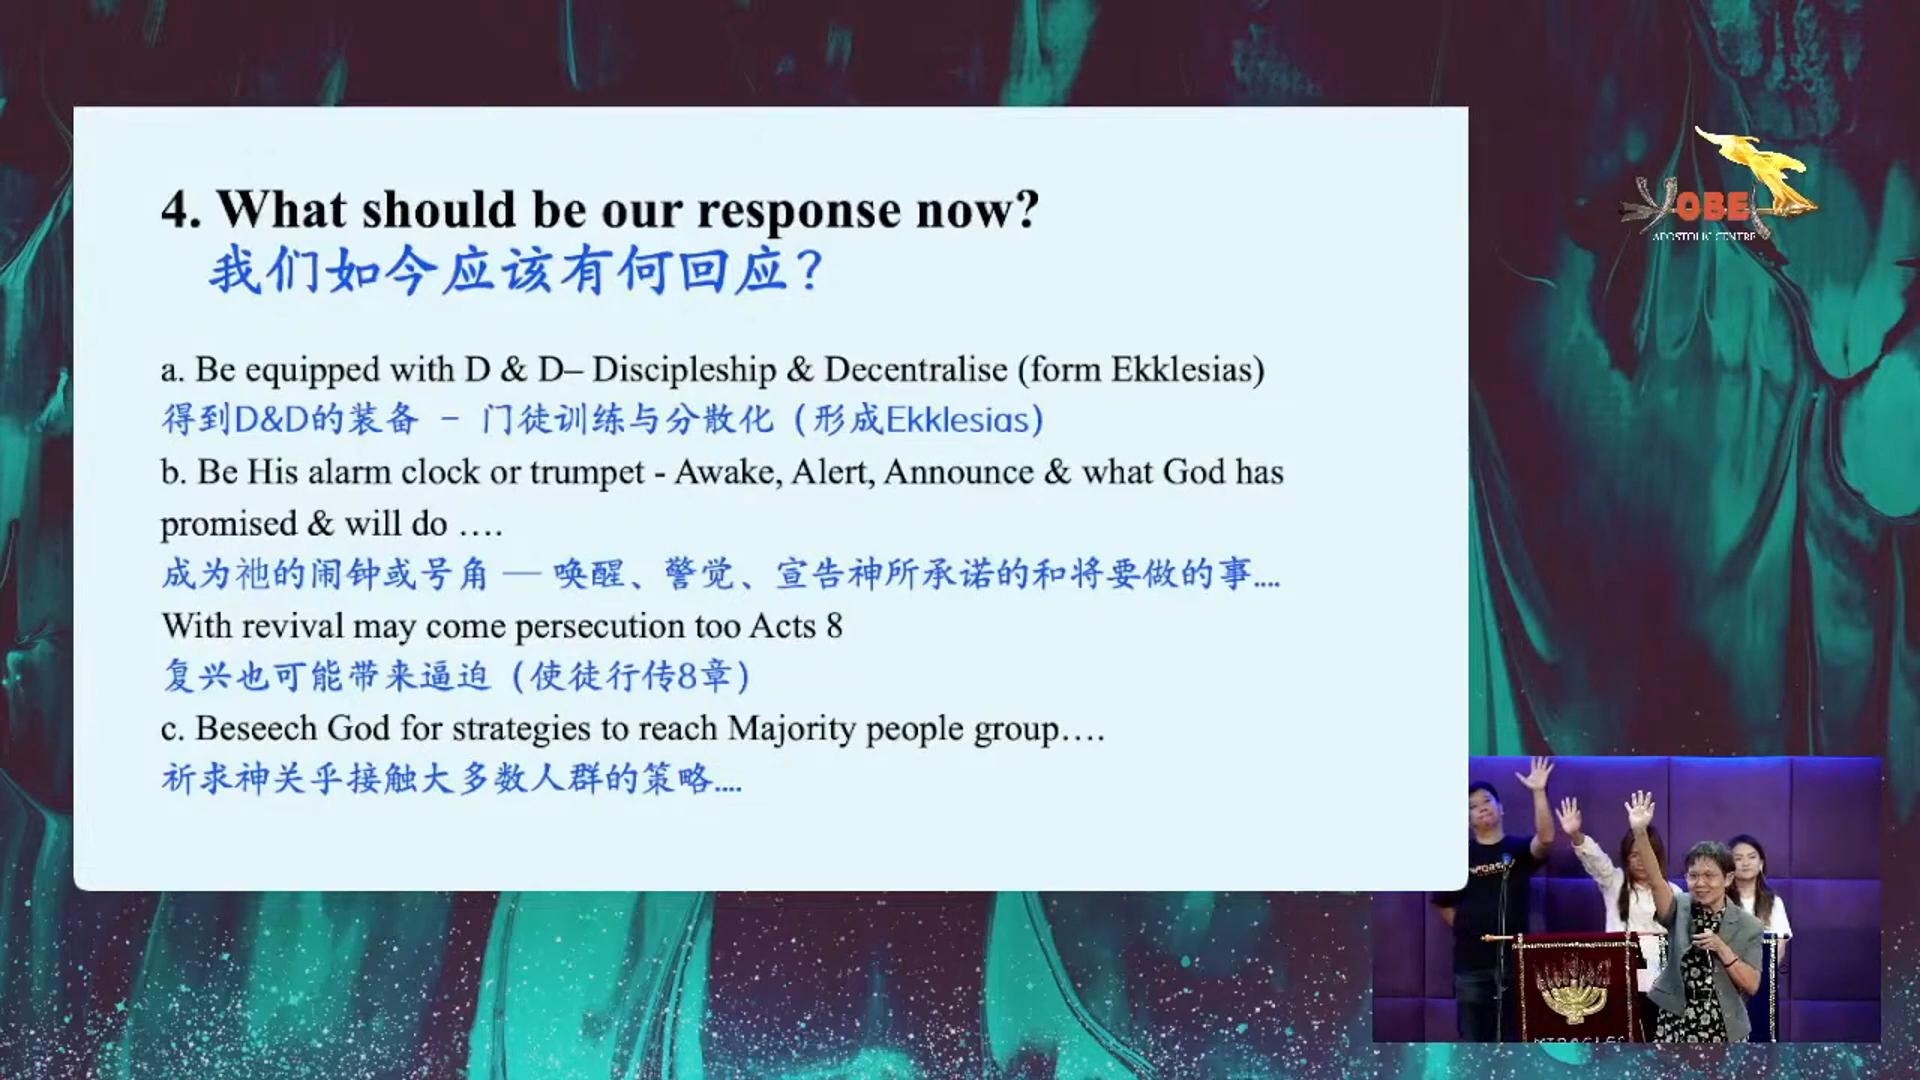 4. What should be our response now?
我们如今应该有何回应？
a. Be equipped with D & D– Discipleship & Decentralise (form Ekklesias)
得到D&D的装备 - 门徒训练与分散化（形成Ekklesias）
b. Be His alarm clock or trumpet - Awake, Alert, Announce & what God has
promised & will do ….
成为祂的闹钟或号角 — 唤醒、警觉、宣告神所承诺的和将要做的事....
With revival may come persecution too Acts 8
复兴也可能带来逼迫（使徒行传8章）
c. Beseech God for strategies to reach Majority people group….
祈求神关乎接触大多数人群的策略....
YOBEL
APOSTOLIC CENTRE
MIRACLES